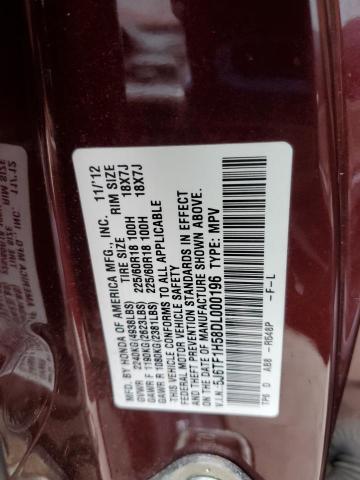 MFD. BY HONDA OF AMERICA MFG., INC. 11/'12
TIRE SIZE RIM SIZE
GVWR 2240KG(4938LBS)
GAWR F 1190KG(2623LBS) 225/60R18 100H 18X7J
GAWR R 1080KG(2381LBS) 225/60R18 100H 18X7J
THIS VEHICLE CONFORMS TO ALL APPLICABLE
FEDERAL MOTOR VEHICLE SAFETY, BUMPER,
AND THEFT PREVENTION STANDARDS IN EFFECT
ON THE DATE OF MANUFACTURE SHOWN ABOVE.
V.I.N.: 5J6TF1H58DL000196 TYPE: MPV
TP6 D AB8 - R548P - F - L